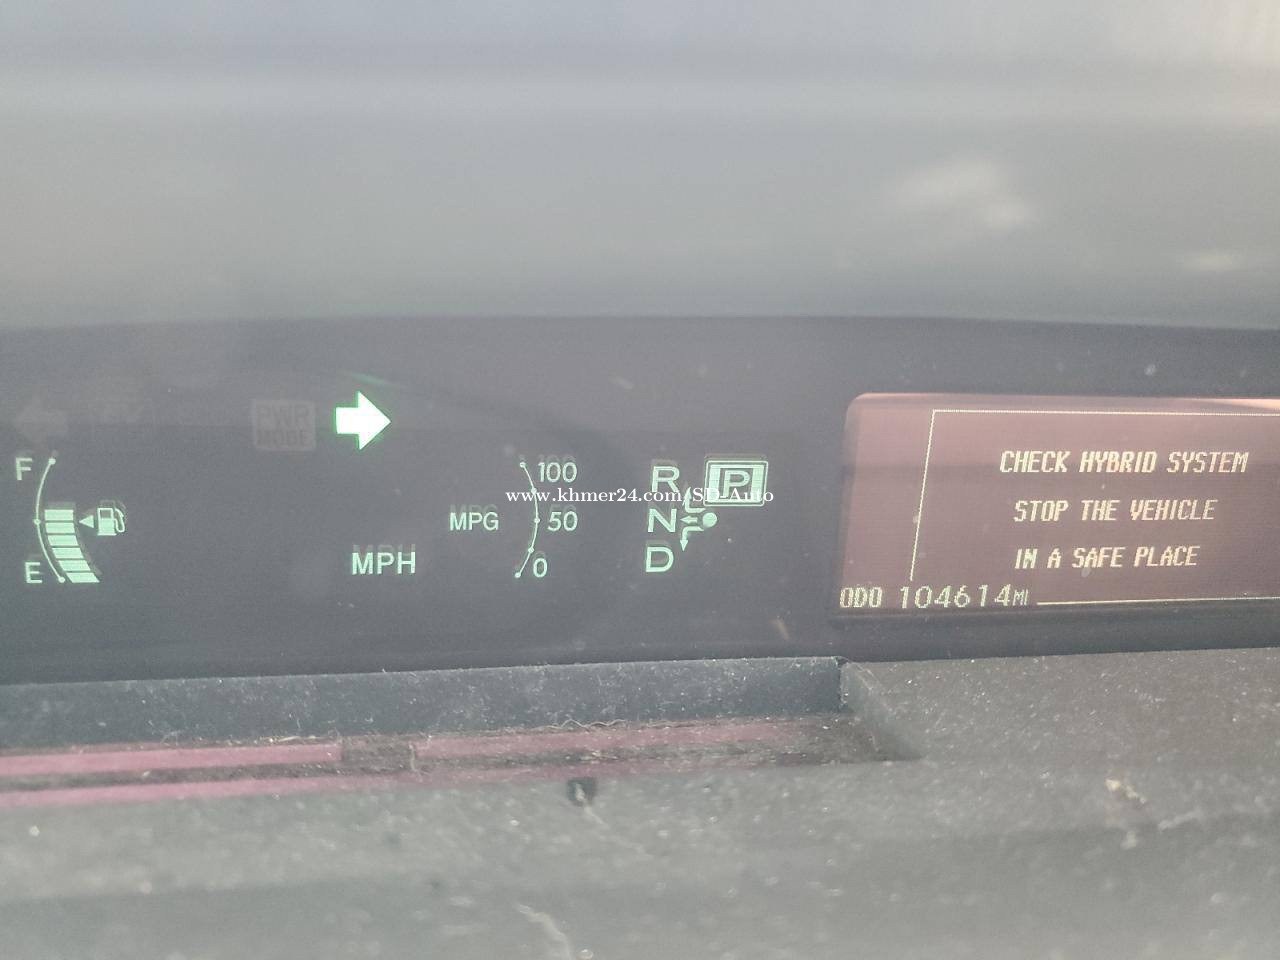 PWR
MODE
F
E
MPH
MPG
100
50
0
R
N
D
P
www.khmer24.com/SD-Auto
CHECK HYBRID SYSTEM
STOP THE VEHICLE
IN A SAFE PLACE
ODO 104614MI